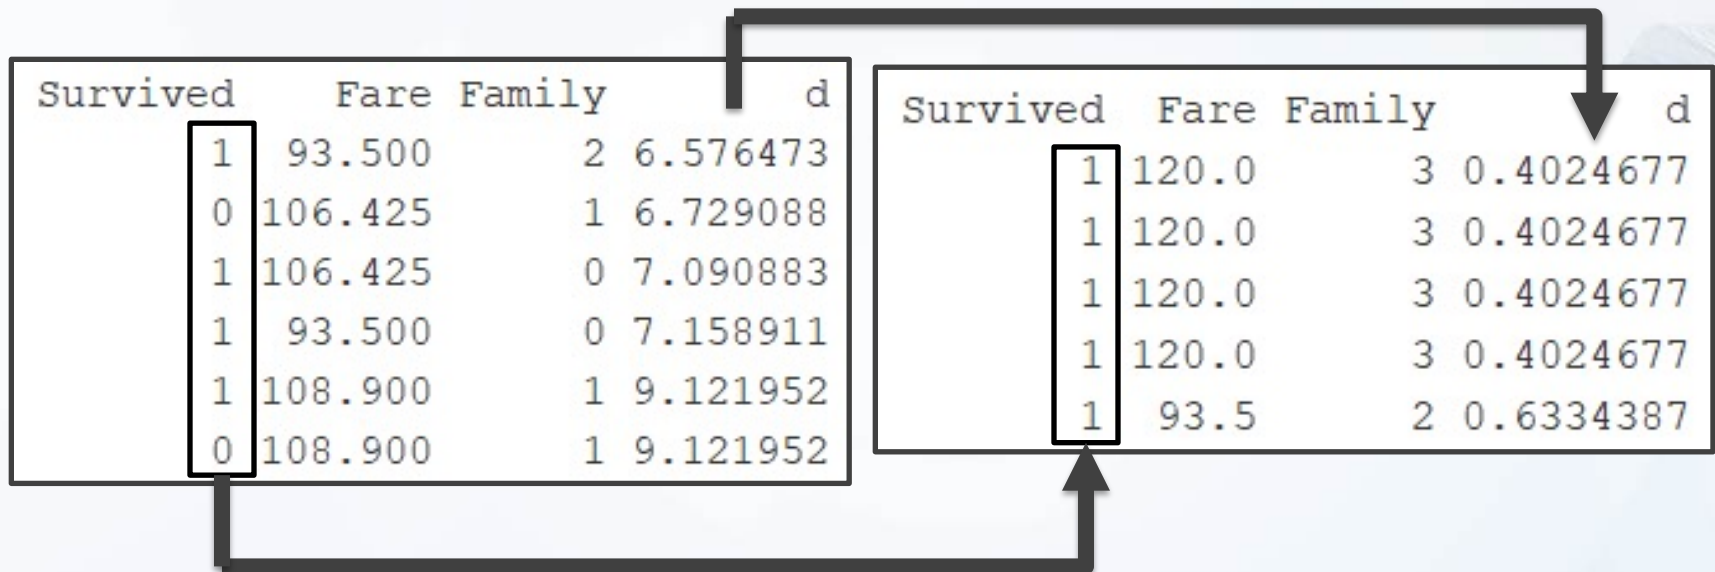 Survived Fare Family d
1 93.500 2 6.576473
0 106.425 1 6.729088
1 106.425 0 7.090883
1 93.500 0 7.158911
1 108.900 1 9.121952
0 108.900 1 9.121952
Survived Fare Family d
1 120.0 3 0.4024677
1 120.0 3 0.4024677
1 120.0 3 0.4024677
1 120.0 3 0.4024677
1 93.5 2 0.6334387